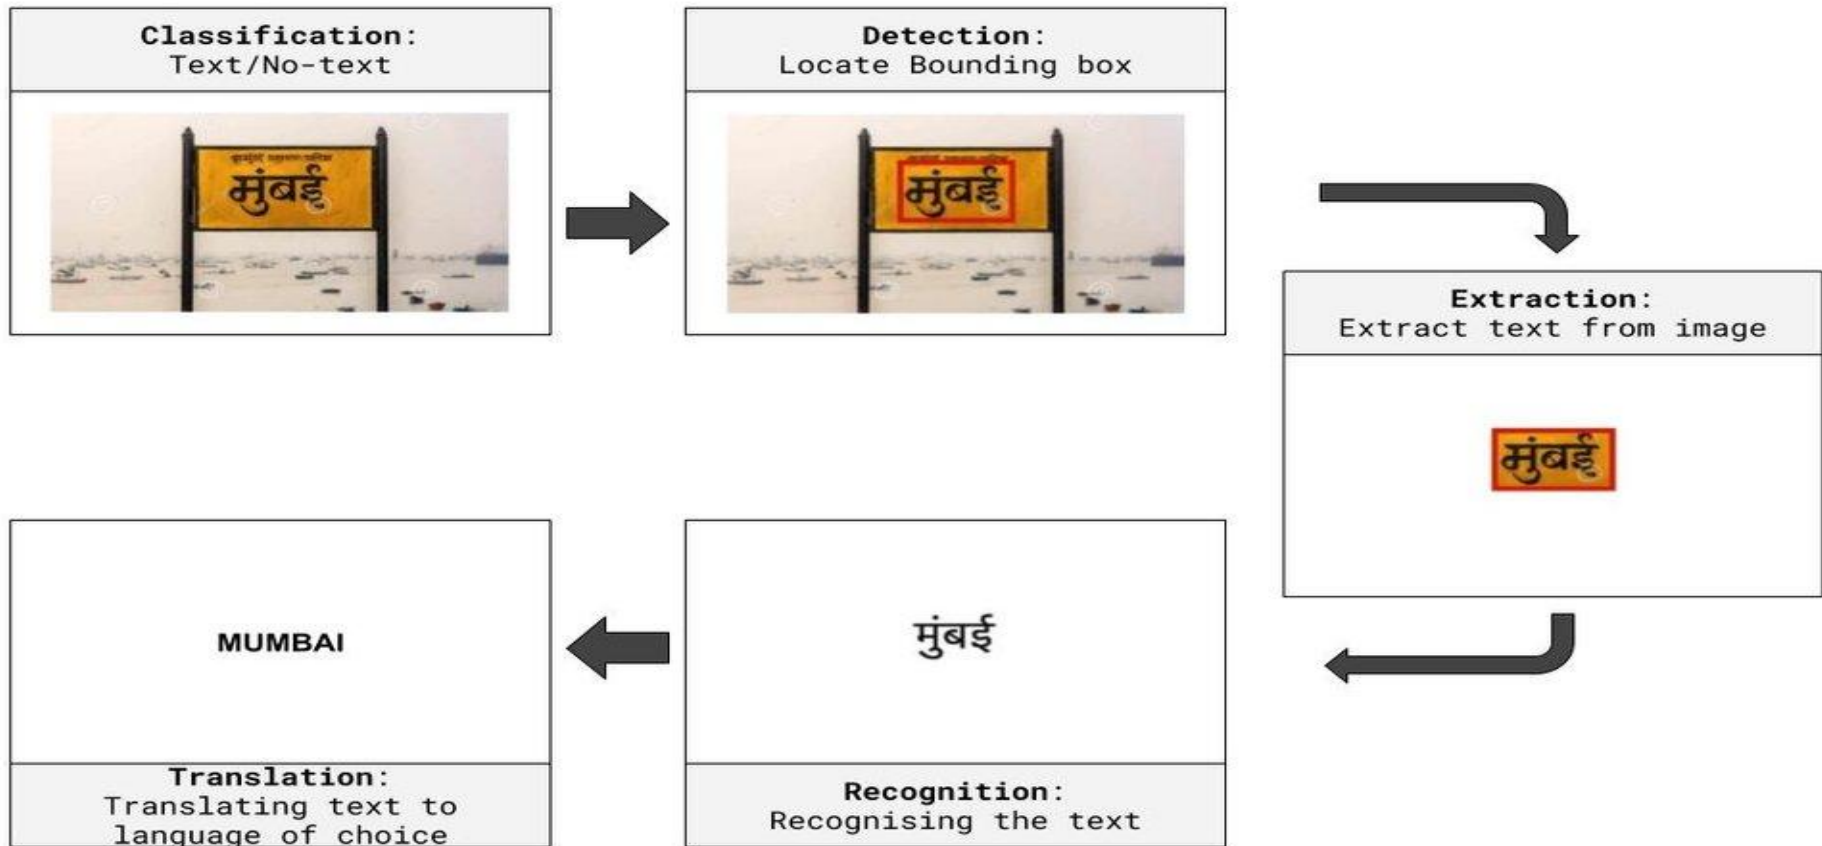 Classification:
Text/No-text
मुंबई
Detection:
Locate Bounding box
मुंबई
Extraction:
Extract text from image
मुंबई
मुंबई
Recognition:
Recognising the text
MUMBAI
Translation:
Translating text to
language of choice